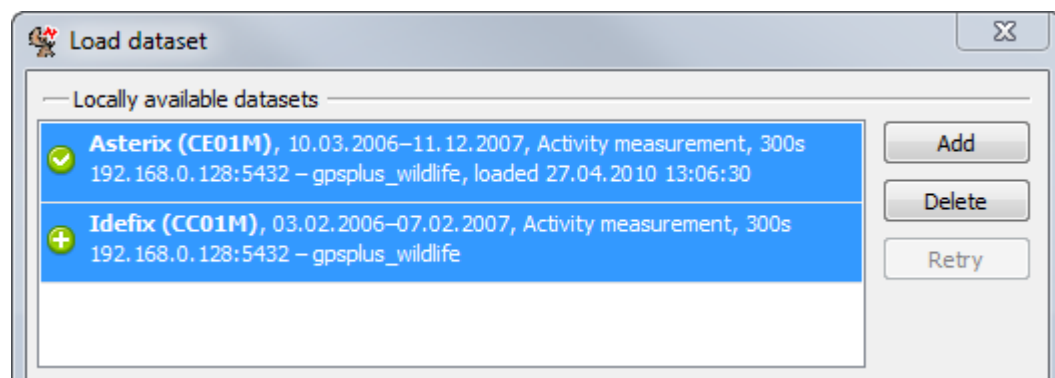 Load dataset
Locally available datasets
Asterix (CE01M), 10.03.2006–11.12.2007, Activity measurement, 300s
192.168.0.128:5432 – gpsplus_wildlife, loaded 27.04.2010 13:06:30
Idefix (CC01M), 03.02.2006–07.02.2007, Activity measurement, 300s
192.168.0.128:5432 – gpsplus_wildlife
Add
Delete
Retry